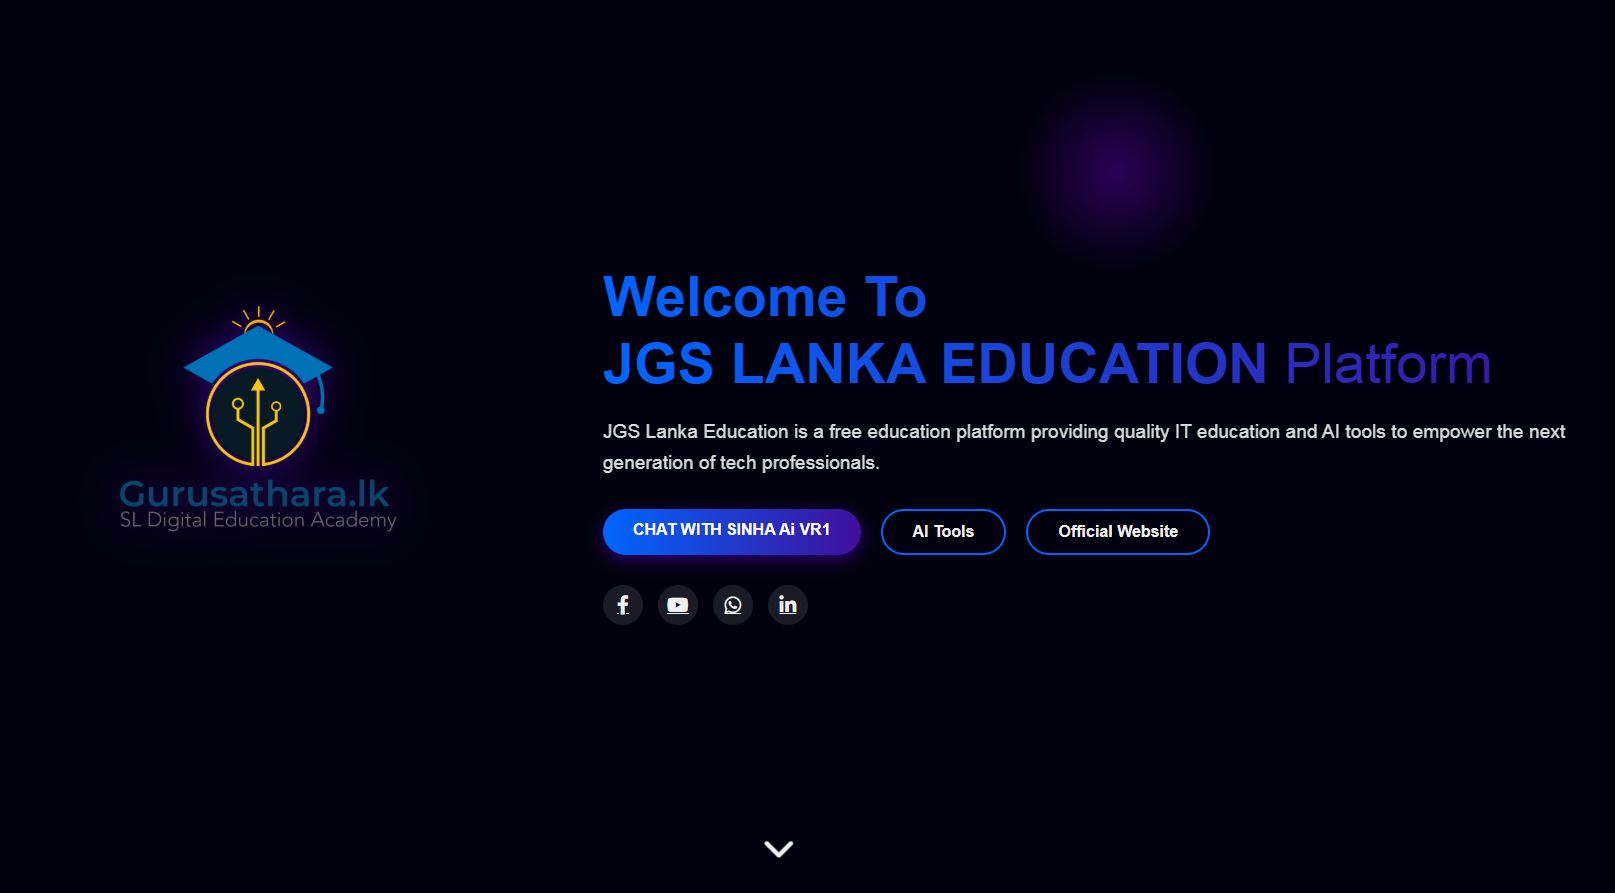 Welcome To
JGS LANKA EDUCATION Platform
JGS Lanka Education is a free education platform providing quality IT education and AI tools to empower the next
generation of tech professionals.
CHAT WITH SINHA Ai VR1
AI Tools
Official Website
Gurusathara.lk
SL Digital Education Academy